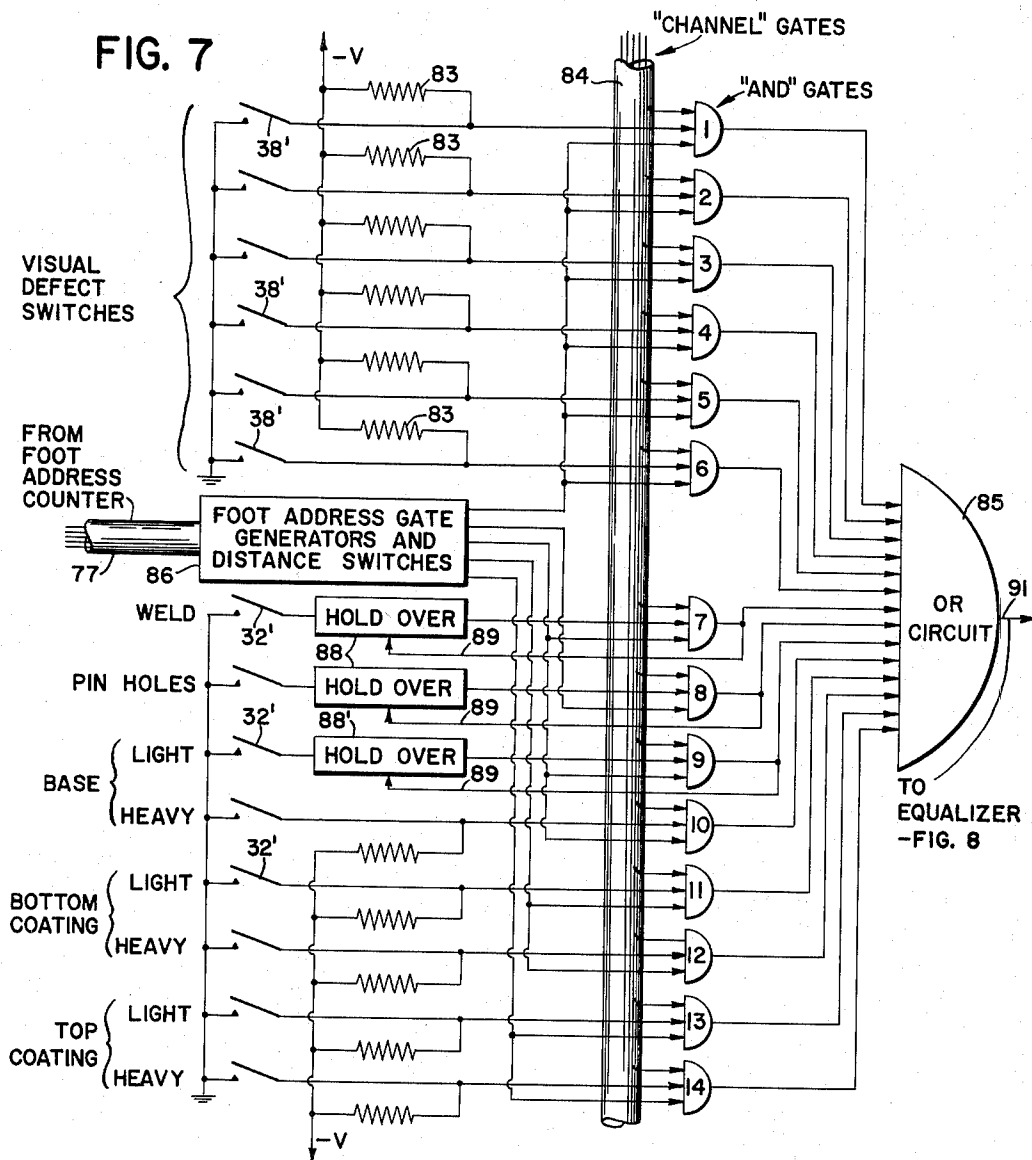 FIG. 7
-V
83
84
"CHANNEL" GATES
"AND" GATES
38'
1
83
2
3
VISUAL
DEFECT
SWITCHES
38'
4
5
83
38'
6
FROM
FOOT
ADDRESS
COUNTER
77
86
FOOT ADDRESS GATE
GENERATORS AND
DISTANCE SWITCHES
85
OR
CIRCUIT
91
TO
EQUALIZER
-FIG. 8
WELD
32'
HOLD OVER
88
89
7
PIN HOLES
HOLD OVER
88'
89
8
BASE
LIGHT
32'
HOLD OVER
89
9
HEAVY
10
BOTTOM
COATING
LIGHT
32'
11
HEAVY
12
TOP
COATING
LIGHT
13
HEAVY
14
-V